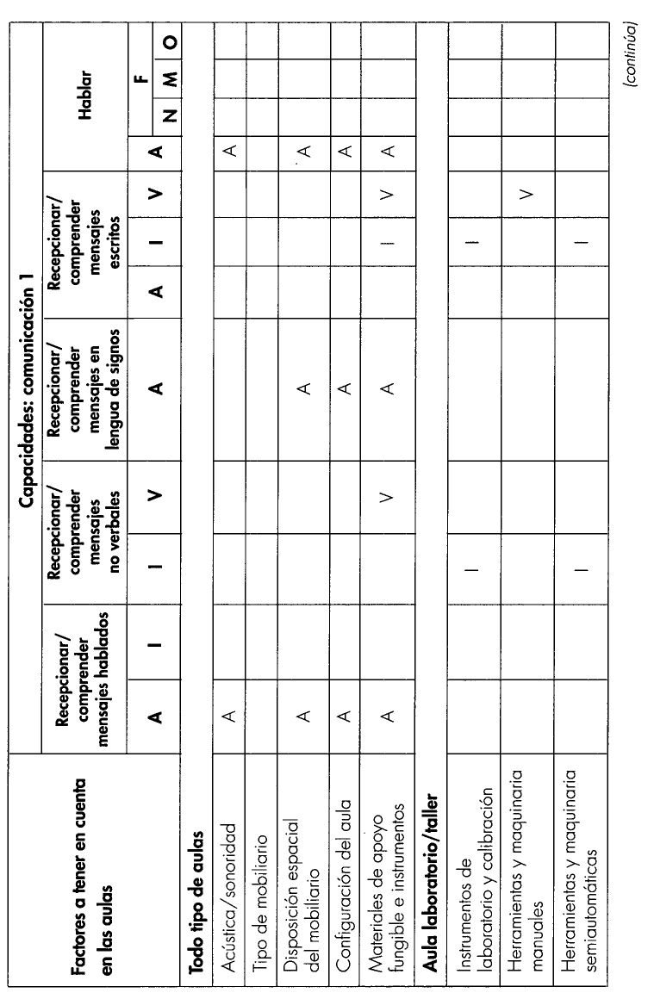 Capacidades: comunicación 1
Factores a tener en cuenta
en las aulas
Recepcionar/
comprender
mensajes hablados
Recepcionar/
comprender
mensajes
no verbales
Recepcionar/
comprender
mensajes en
lengua de signos
Recepcionar/
comprender
mensajes
escritos
Hablar
F
A I I V A A I V A N M O
Todo tipo de aulas
Acústica/sonoridad A A
Tipo de mobiliario
Disposición espacial
del mobiliario A A A
Configuración del aula A A A
Materiales de apoyo
fungible e instrumentos A V A I V A
Aula laboratorio/taller
Instrumentos de
laboratorio y calibración I I
Herramientas y maquinaria
manuales V
Herramientas y maquinaria
semiautomáticas I I
(continúa)